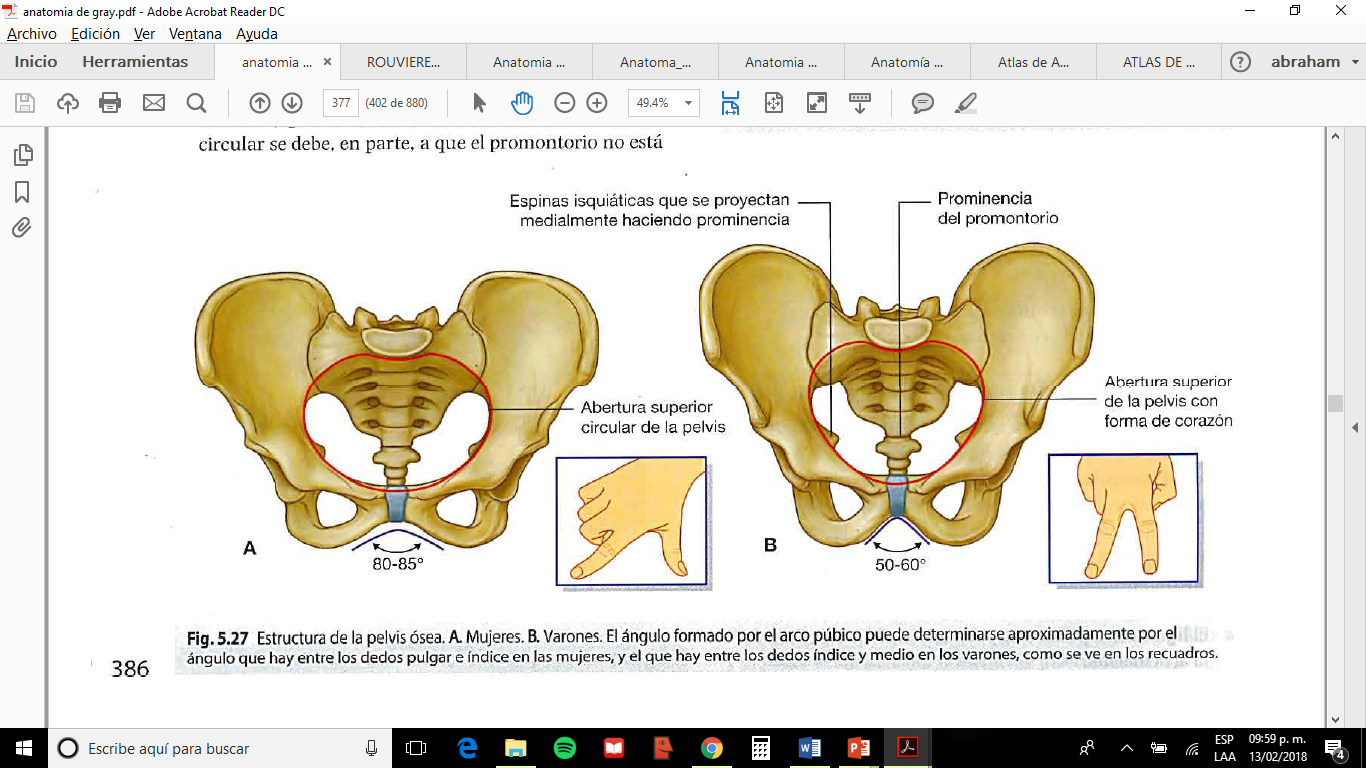 anatomia de gray.pdf - Adobe Acrobat Reader DC
Archivo Edición Ver Ventana Ayuda
Inicio Herramientas anatomia ... × ROUVIERE... Anatomia ... Anatoma_... Anatomia ... Anatomía ... Atlas de A... ATLAS DE ... ? abraham
377 (402 de 880) 49.4%
circular se debe, en parte, a que el promontorio no está
Espinas isquiáticas que se proyectan
medialmente haciendo prominencia
Prominencia
del promontorio
Abertura superior
circular de la pelvis
Abertura superior
de la pelvis con
forma de corazón
A
80-85°
B
50-60°
Fig. 5.27 Estructura de la pelvis ósea. A. Mujeres. B. Varones. El ángulo formado por el arco púbico puede determinarse aproximadamente por el
ángulo que hay entre los dedos pulgar e índice en las mujeres, y el que hay entre los dedos índice y medio en los varones, como se ve en los recuadros.
386
Escribe aquí para buscar
ESP 09:59 p. m.
LAA 13/02/2018
4